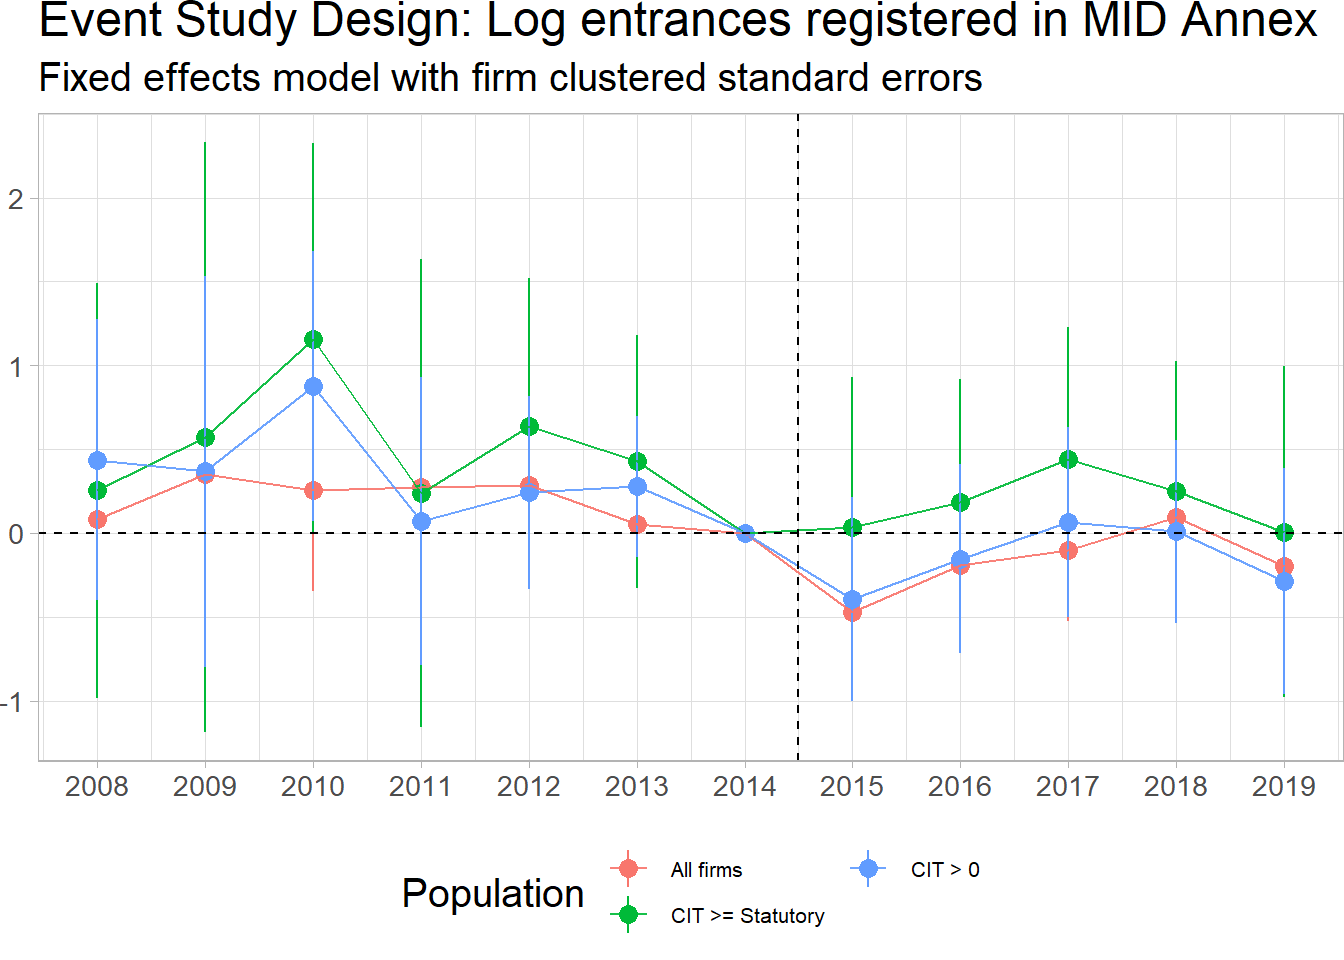 Event Study Design: Log entrances registered in MID Annex
Fixed effects model with firm clustered standard errors
2
1
0
-1
2008 2009 2010 2011 2012 2013 2014 2015 2016 2017 2018 2019
Population
All firms
CIT >= Statutory
CIT > 0